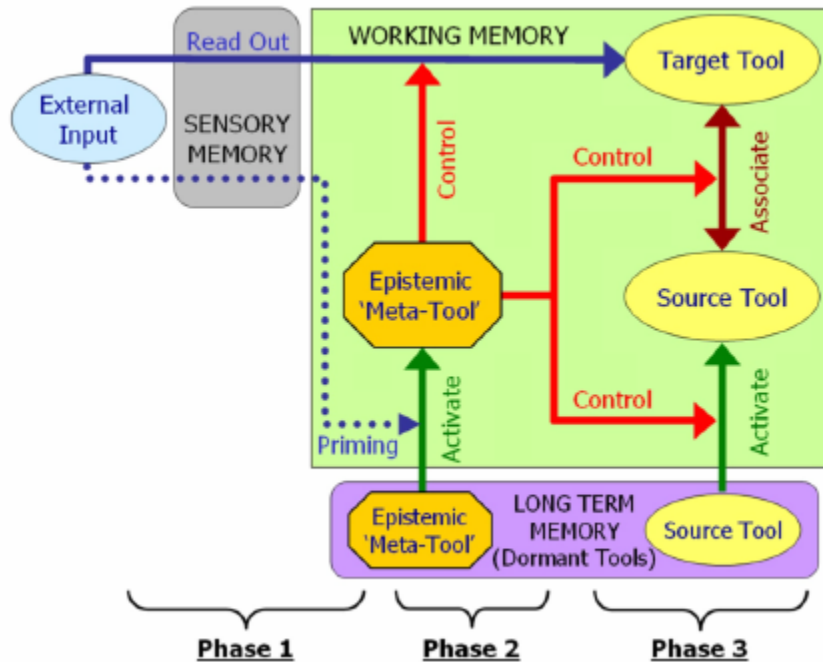 Read Out
WORKING MEMORY
Target Tool
External
Input
SENSORY
MEMORY
Control
Control
Associate
Epistemic
'Meta-Tool'
Source Tool
Control
Priming
Activate
Activate
Epistemic
'Meta-Tool'
LONG TERM
MEMORY
(Dormant Tools)
Source Tool
Phase 1
Phase 2
Phase 3